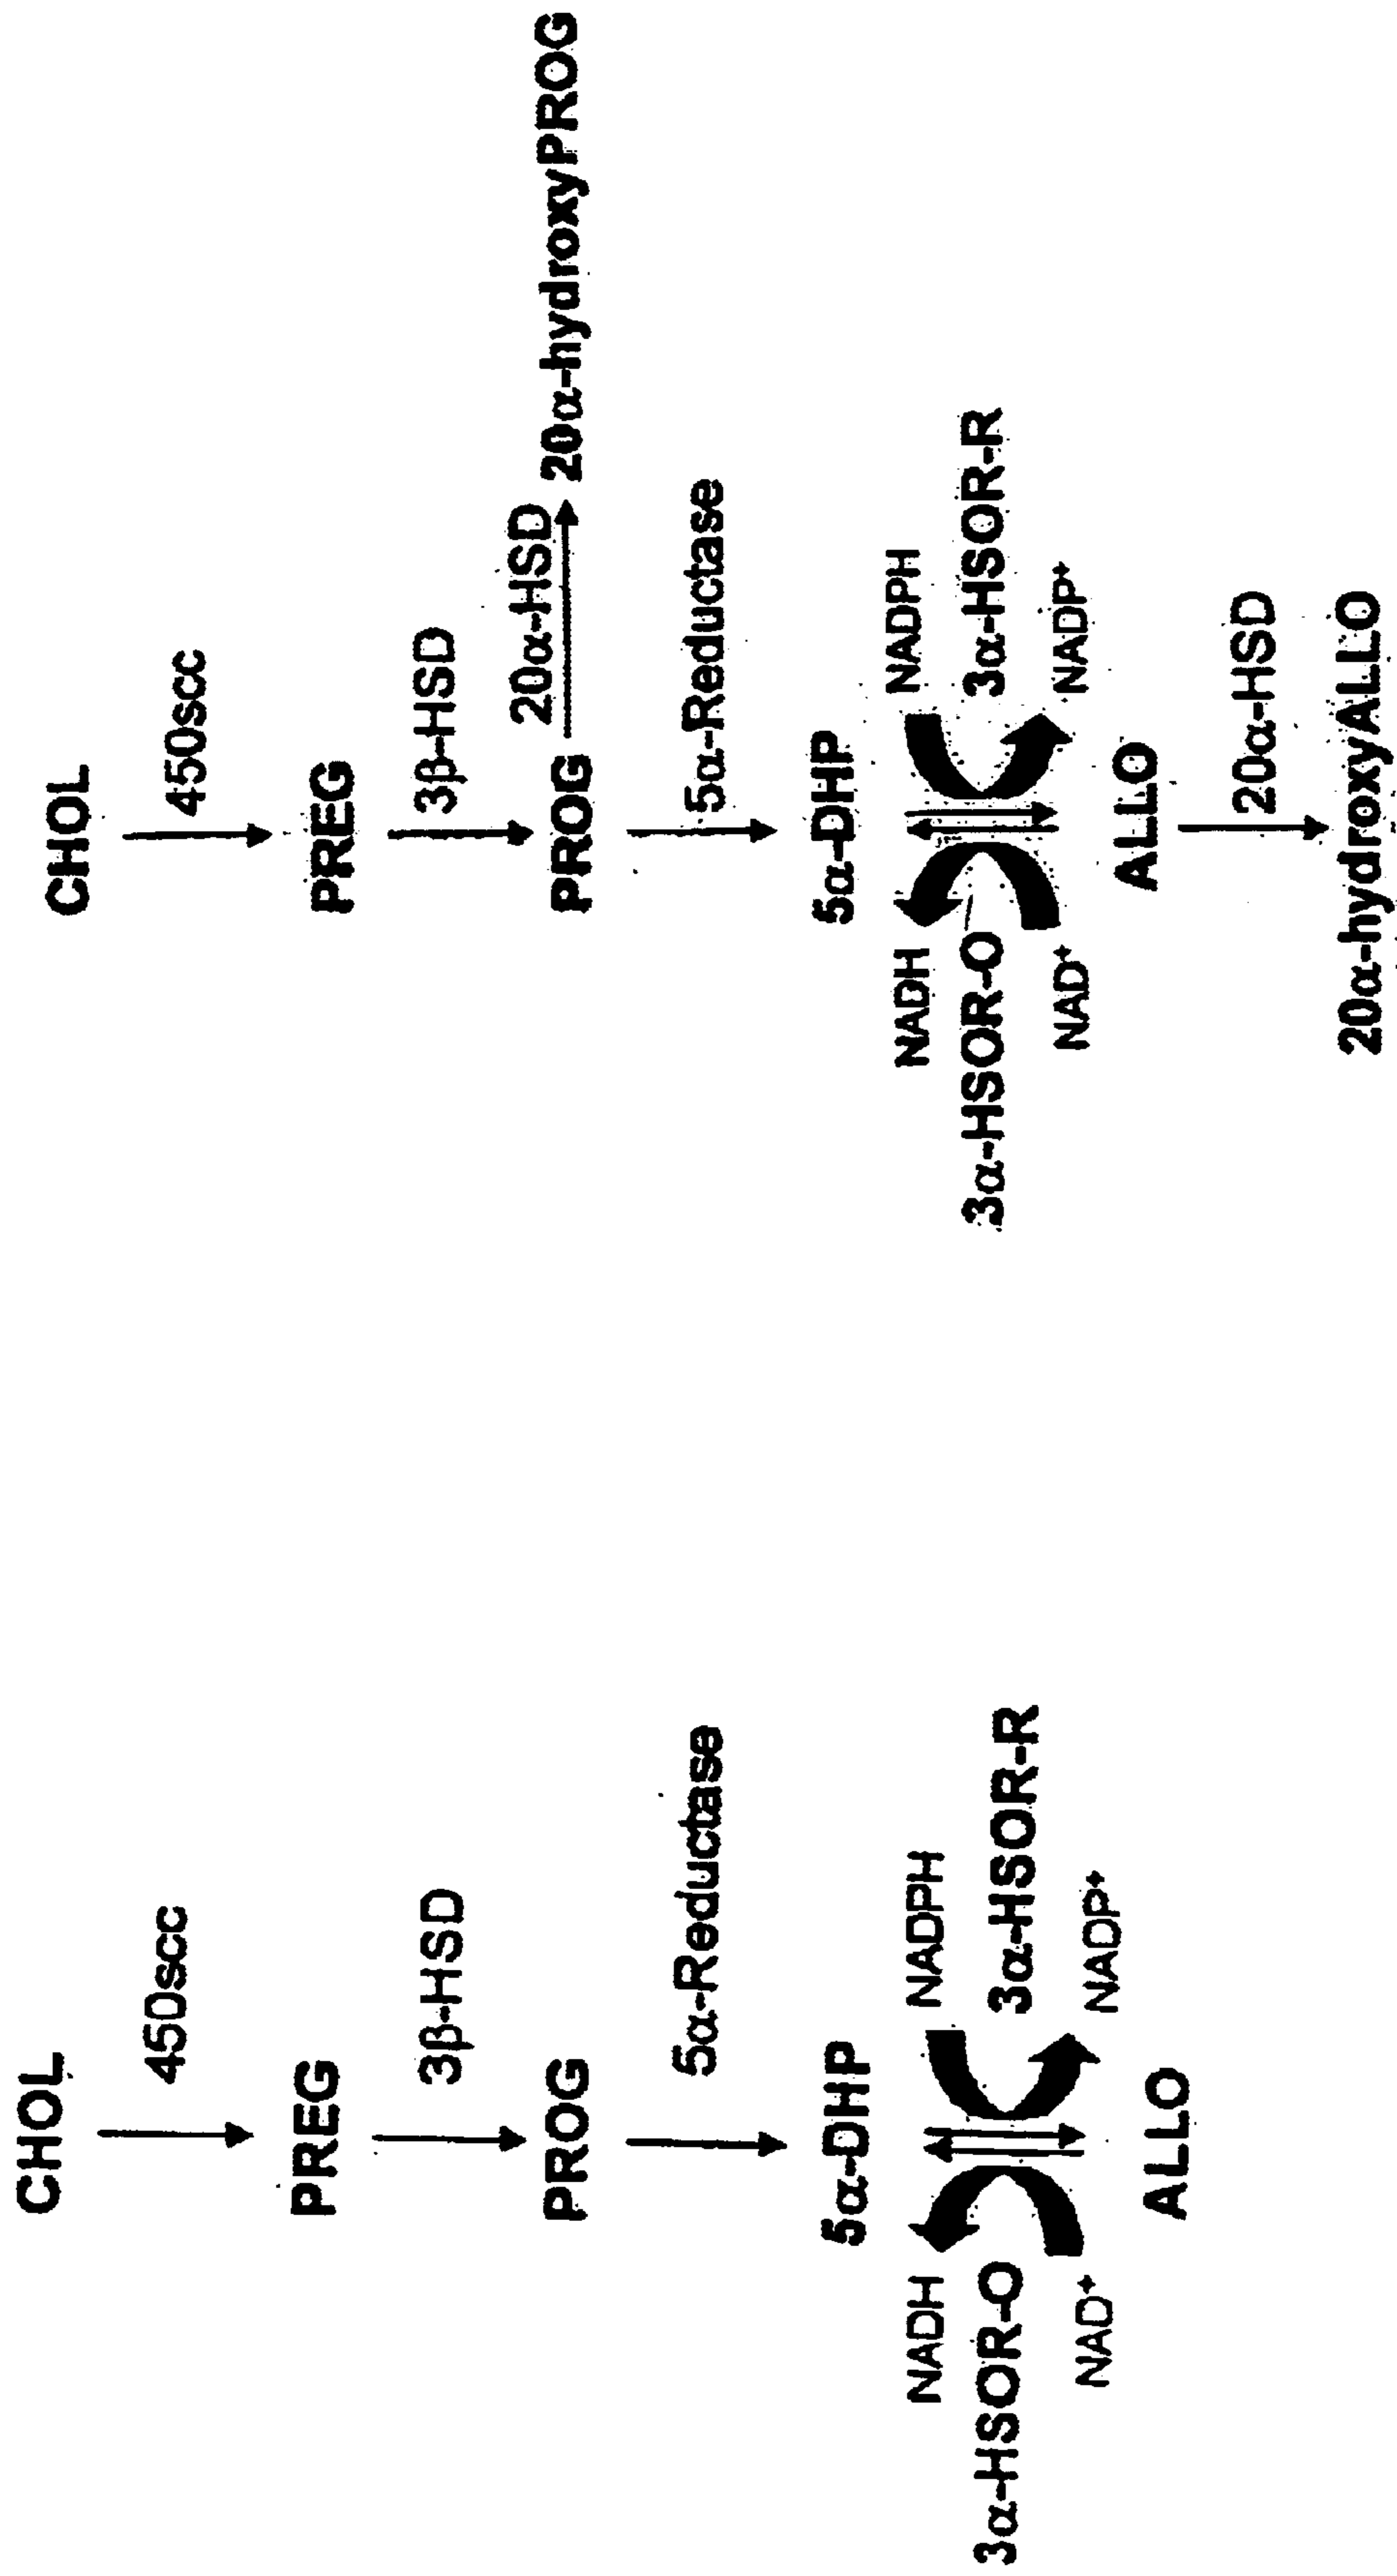 CHOL
450scc
PREG
3β-HSD
PROG
5α-Reductase
5α-DHP
NADH
NADPH
3α-HSOR-O
3α-HSOR-R
NAD+
NADP+
ALLO
CHOL
450scc
PREG
3β-HSD
20α-HSD
PROG
20α-hydroxyPROG
5α-Reductase
5α-DHP
NADH
NADPH
3α-HSOR-O
3α-HSOR-R
NAD+
NADP+
ALLO
20α-HSD
20α-hydroxyALLO